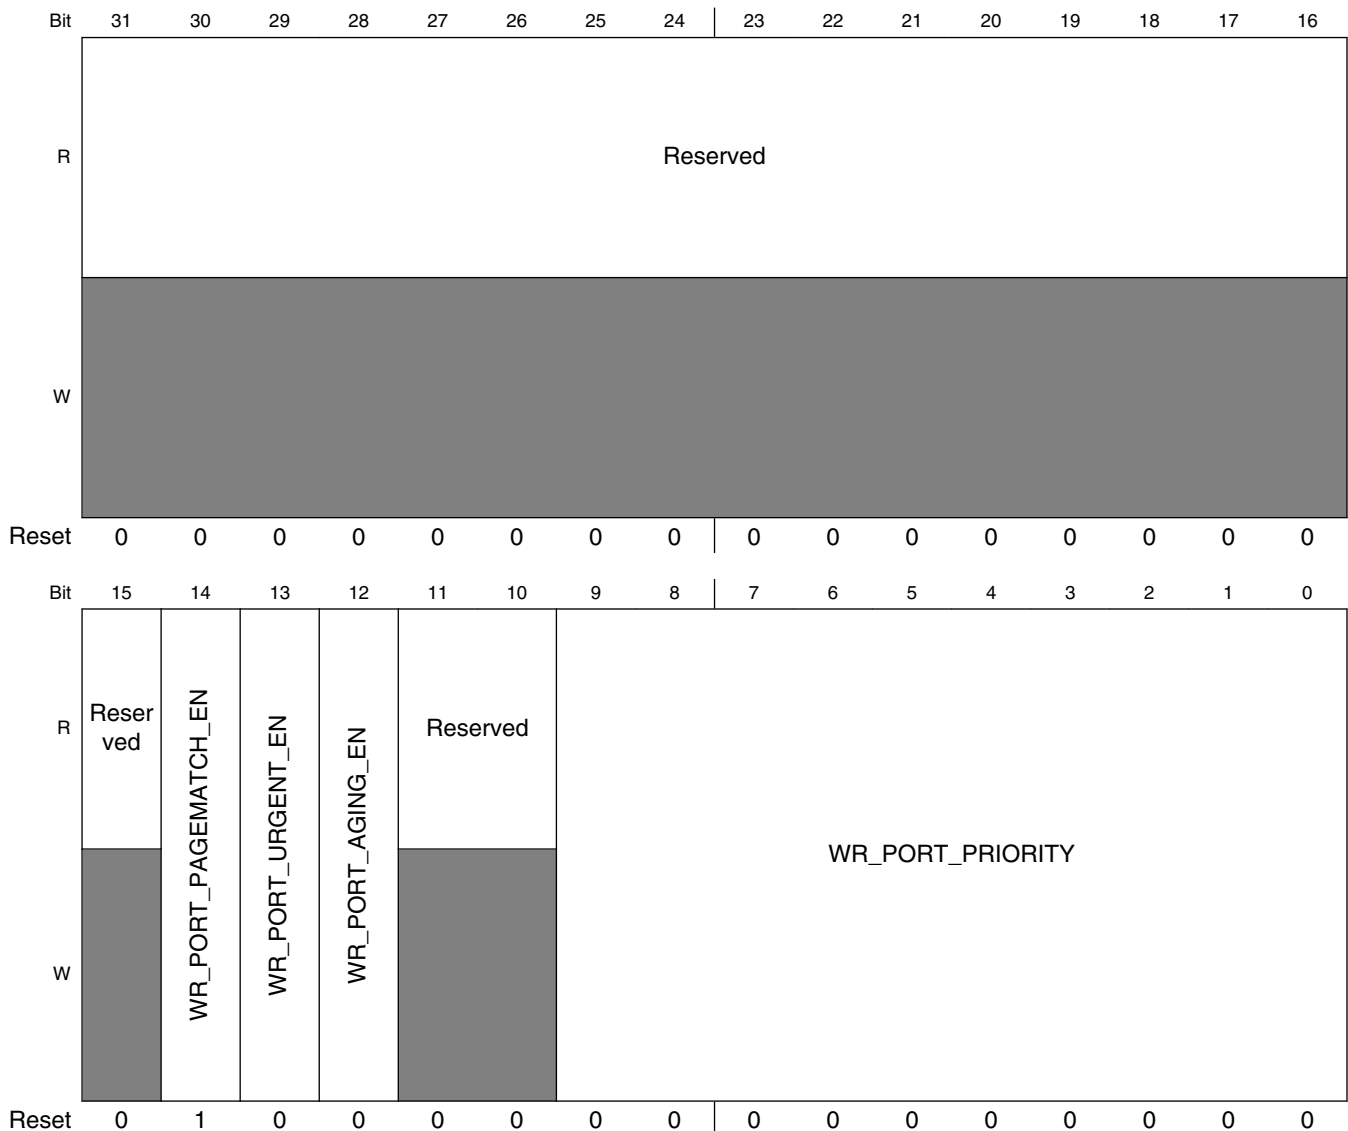 Bit 31 30 29 28 27 26 25 24 23 22 21 20 19 18 17 16
R Reserved
W
Reset 0 0 0 0 0 0 0 0 0 0 0 0 0 0 0 0
Bit 15 14 13 12 11 10 9 8 7 6 5 4 3 2 1 0
R
Reser
ved
WR_PORT_PAGEMATCH_EN
WR_PORT_URGENT_EN
WR_PORT_AGING_EN
Reserved
WR_PORT_PRIORITY
W
Reset 0 1 0 0 0 0 0 0 0 0 0 0 0 0 0 0